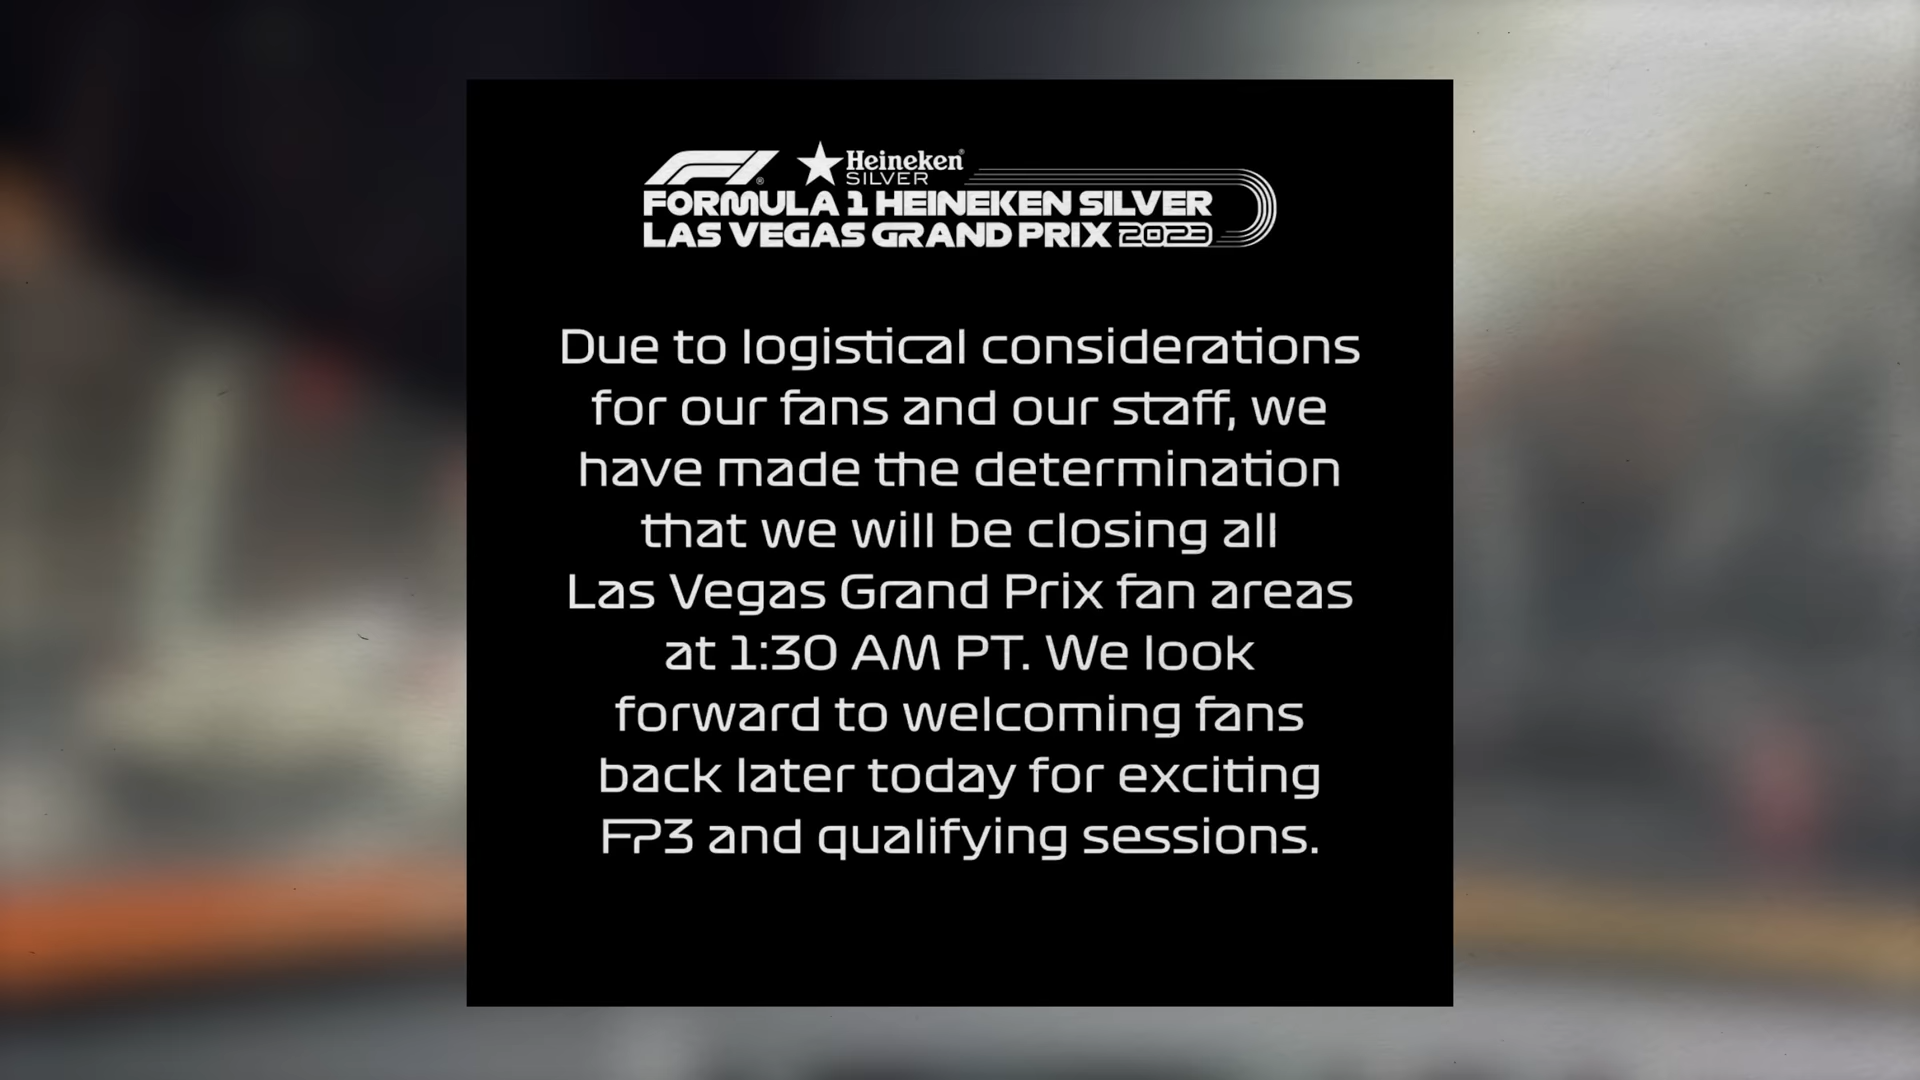 Heineken®
SILVER
FORMULA 1 HEINEKEN SILVER
LAS VEGAS GRAND PRIX 2023
Due to logistical considerations
for our fans and our staff, we
have made the determination
that we will be closing all
Las Vegas Grand Prix fan areas
at 1:30 AM PT. We look
forward to welcoming fans
back later today for exciting
FP3 and qualifying sessions.